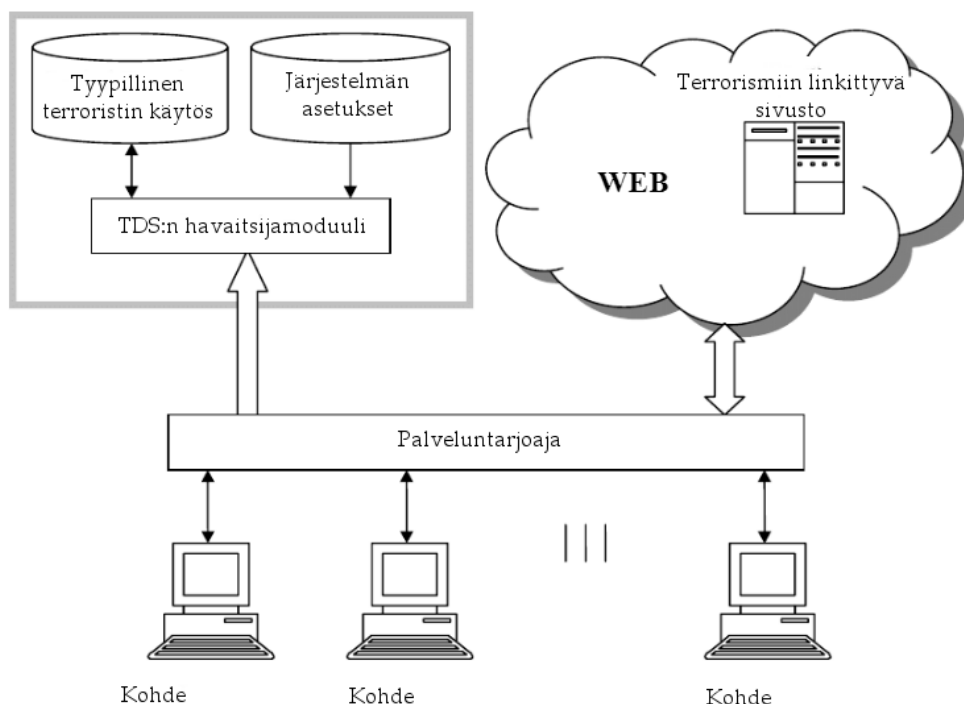 Tyypillinen
terroristin käytös
Järjestelmän
asetukset
TDS:n havaitsijamoduuli
Terrorismiin linkittyvä
sivusto
WEB
Palveluntarjoaja
Kohde
Kohde
Kohde